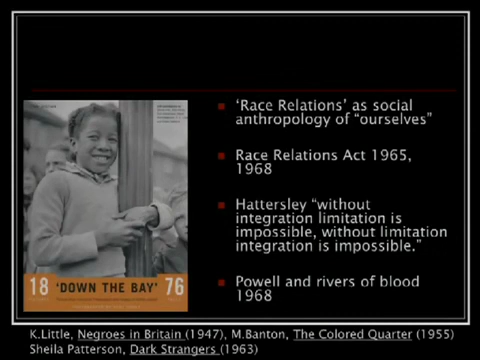 'Race Relations' as social
anthropology of "ourselves"
Race Relations Act 1965,
1968
Hattersley "without
integration limitation is
impossible, without limitation
integration is impossible."
Powell and rivers of blood
1968
18 'DOWN THE BAY' 76
K.Little, Negroes in Britain (1947), M.Banton, The Colored Quarter (1955)
Sheila Patterson, Dark Strangers (1963)